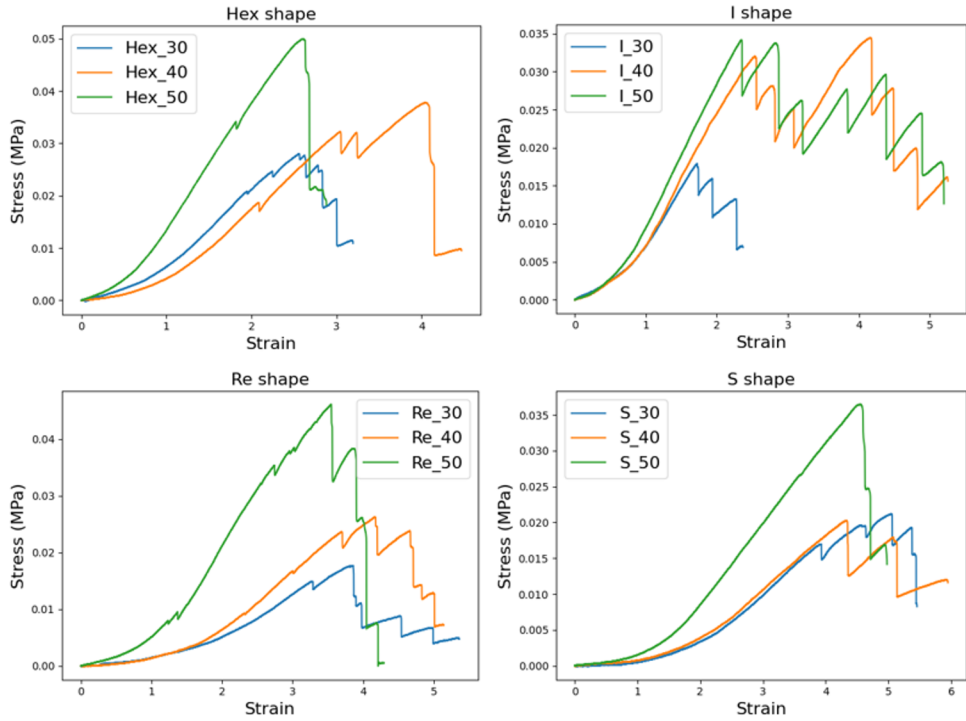 Hex shape
0.05
0.04
0.03
0.02
0.01
0.00
Stress (MPa)
Hex_30
Hex_40
Hex_50
0
1
2
3
4
Strain
I shape
0.035
0.030
0.025
0.020
0.015
0.010
0.005
0.000
Stress (MPa)
I_30
I_40
I_50
0
1
2
3
4
5
Strain
Re shape
0.04
0.03
0.02
0.01
0.00
Stress (MPa)
Re_30
Re_40
Re_50
0
1
2
3
4
5
Strain
S shape
0.035
0.030
0.025
0.020
0.015
0.010
0.005
0.000
Stress (MPa)
S_30
S_40
S_50
0
1
2
3
4
5
6
Strain